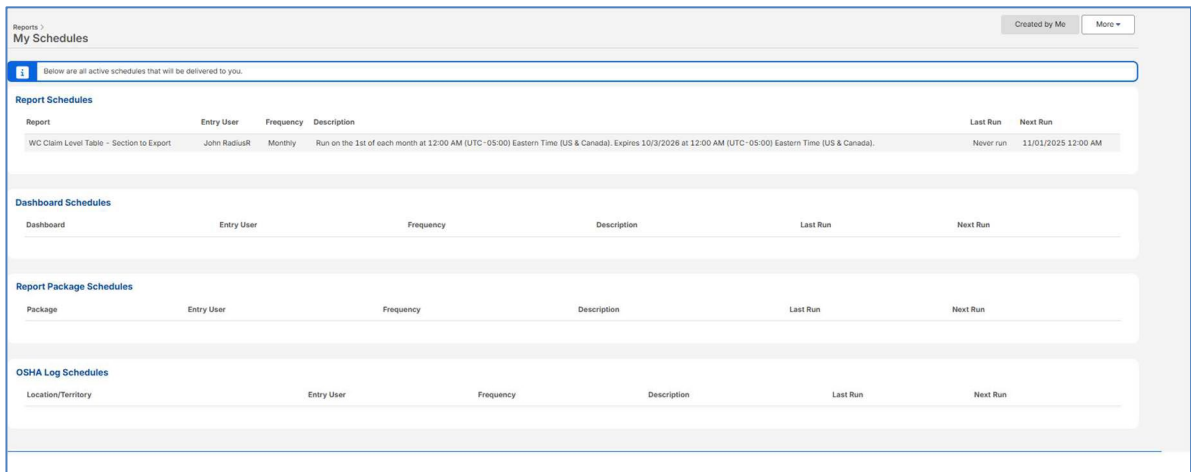 Reports >
My Schedules
Created by Me
More
i
Below are all active schedules that will be delivered to you.
Report Schedules
Report Entry User Frequency Description Last Run Next Run
WC Claim Level Table - Section to Export John RadiusR Monthly Run on the 1st of each month at 12:00 AM (UTC-05:00) Eastern Time (US & Canada). Expires 10/3/2026 at 12:00 AM (UTC-05:00) Eastern Time (US & Canada). Never run 11/01/2025 12:00 AM
Dashboard Schedules
Dashboard Entry User Frequency Description Last Run Next Run
Report Package Schedules
Package Entry User Frequency Description Last Run Next Run
OSHA Log Schedules
Location/Territory Entry User Frequency Description Last Run Next Run